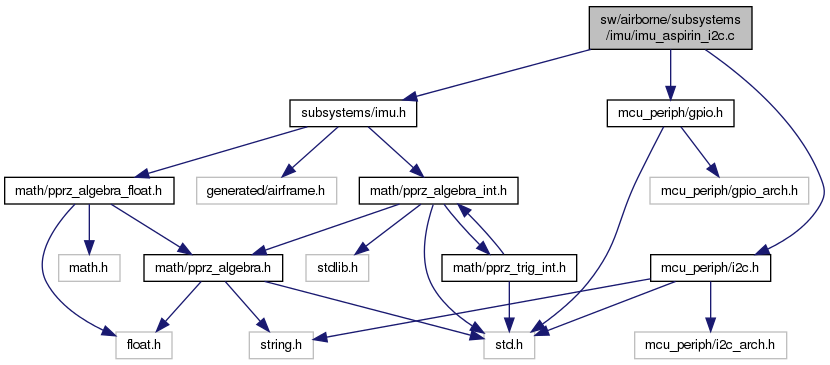 sw/airborne/subsystems
/imu/imu_aspirin_i2c.c
subsystems/imu.h
mcu_periph/gpio.h
math/pprz_algebra_float.h
generated/airframe.h
math/pprz_algebra_int.h
mcu_periph/gpio_arch.h
math.h
math/pprz_algebra.h
stdlib.h
math/pprz_trig_int.h
mcu_periph/i2c.h
float.h
string.h
std.h
mcu_periph/i2c_arch.h